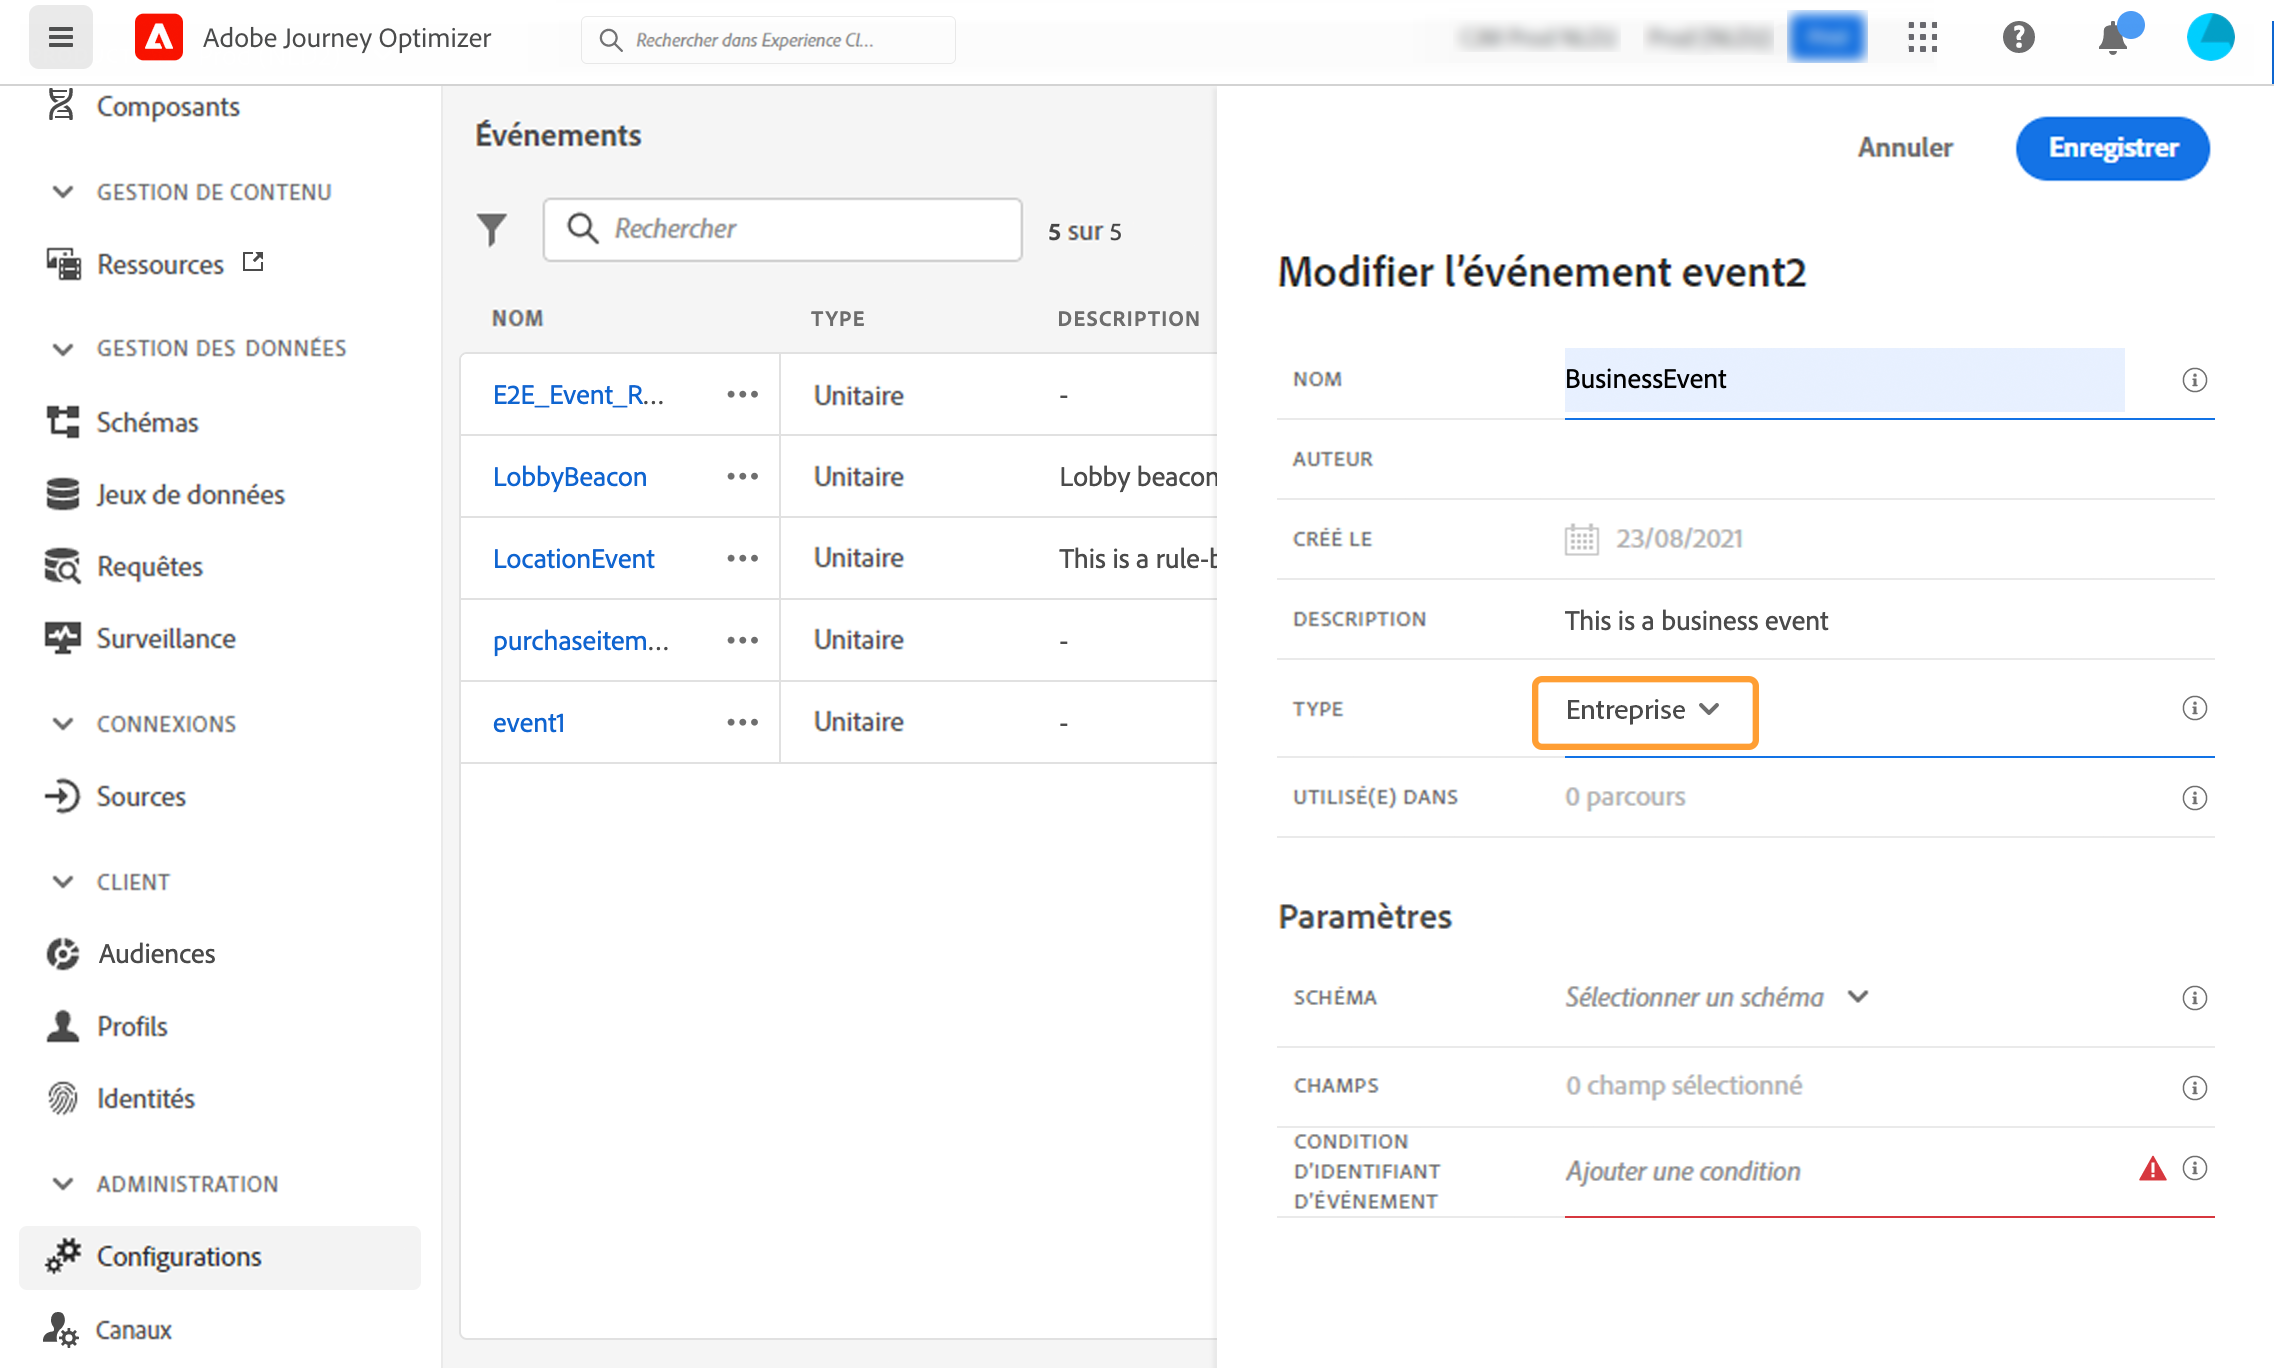 Adobe Journey Optimizer
Rechercher dans Experience Cl...
Composants
GESTION DE CONTENU
Ressources
GESTION DES DONNÉES
Schémas
Jeux de données
Requêtes
Surveillance
CONNEXIONS
Sources
CLIENT
Audiences
Profils
Identités
ADMINISTRATION
Configurations
Canaux
Événements
Rechercher
5 sur 5
NOM TYPE DESCRIPTION
E2E_Event_R... Unitaire -
LobbyBeacon Unitaire Lobby beacon
LocationEvent Unitaire This is a rule-b
purchaseitem... Unitaire -
event1 Unitaire -
Annuler Enregistrer
Modifier l'événement event2
NOM BusinessEvent
AUTEUR
CRÉÉ LE 23/08/2021
DESCRIPTION This is a business event
TYPE Entreprise
UTILISÉ(E) DANS 0 parcours
Paramètres
SCHÉMA Sélectionner un schéma
CHAMPS 0 champ sélectionné
CONDITION
D'IDENTIFIANT Ajouter une condition
D'ÉVÉNEMENT